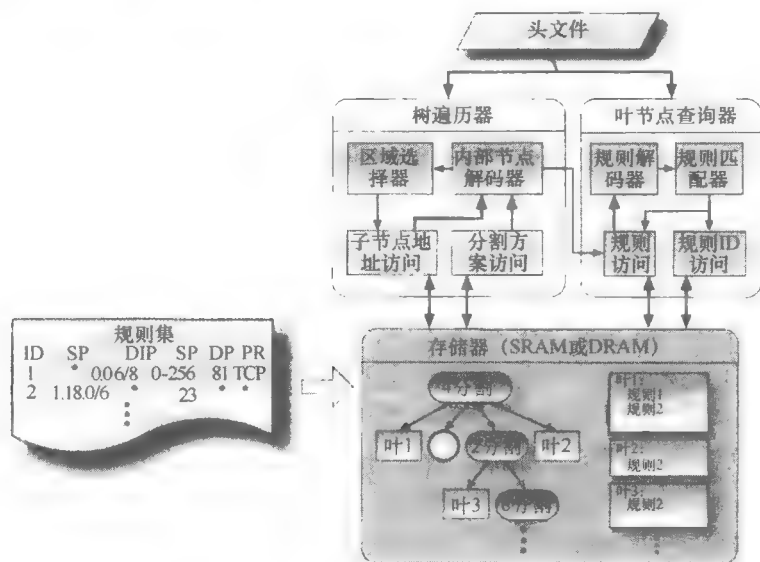 头文件
树遍历器
叶节点查询器
区域选择器
内部节点解码器
规则解码器
规则匹配器
子节点地址访问
分割方案访问
规则访问
规则ID访问
规则集
ID SP DIP SP DP PR
1 * 0.06/8 0-256 81 TCP
2 1.18.0/6 * 23 * *
存储器（SRAM或DRAM）
4分割
叶1
2分割
叶2
叶3
6分割
叶1:
规则1
规则2
叶2:
规则2
叶3:
规则2